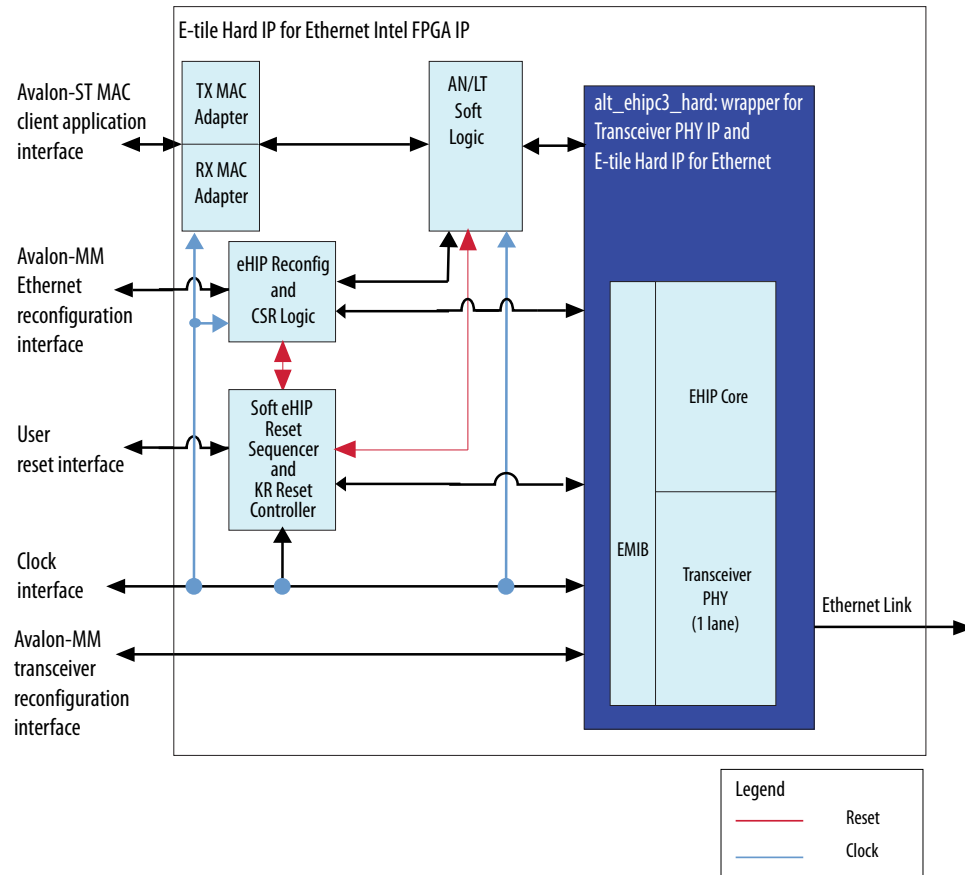 E-tile Hard IP for Ethernet Intel FPGA IP
Avalon-ST MAC
client application
interface
TX MAC
Adapter
RX MAC
Adapter
AN/LT
Soft
Logic
alt_ehipc3_hard: wrapper for
Transceiver PHY IP and
E-tile Hard IP for Ethernet
Avalon-MM
Ethernet
reconfiguration
interface
eHIP Reconfig
and
CSR Logic
User
reset interface
Soft eHIP
Reset
Sequencer
and
KR Reset
Controller
EHIP Core
EMIB
Transceiver
PHY
(1 lane)
Clock
interface
Ethernet Link
Avalon-MM
transceiver
reconfiguration
interface
Legend
Reset
Clock